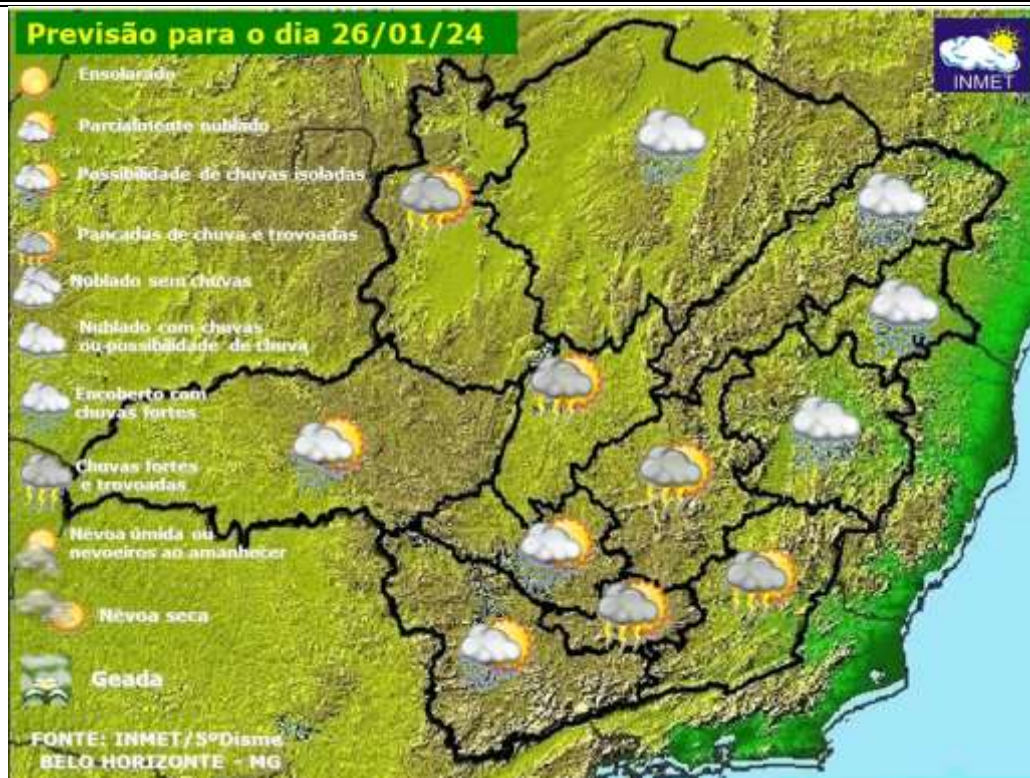 Previsão para o dia 26/01/24
INMET
Ensolarado
Parcialmente nublado
Possibilidade de chuvas isoladas
Pancadas de chuva e trovoadas
Noblado sem chuvas
Nublado com chuvas
ou possibilidade de chuva
Encoberto com
chuvas fortes
Chuvas fortes
e trovoadas
Névoa úmida ou
nevoeiros ao amanhecer
Névoa seca
Geada
FONTE: INMET/5ºDisme
BELO HORIZONTE - MG